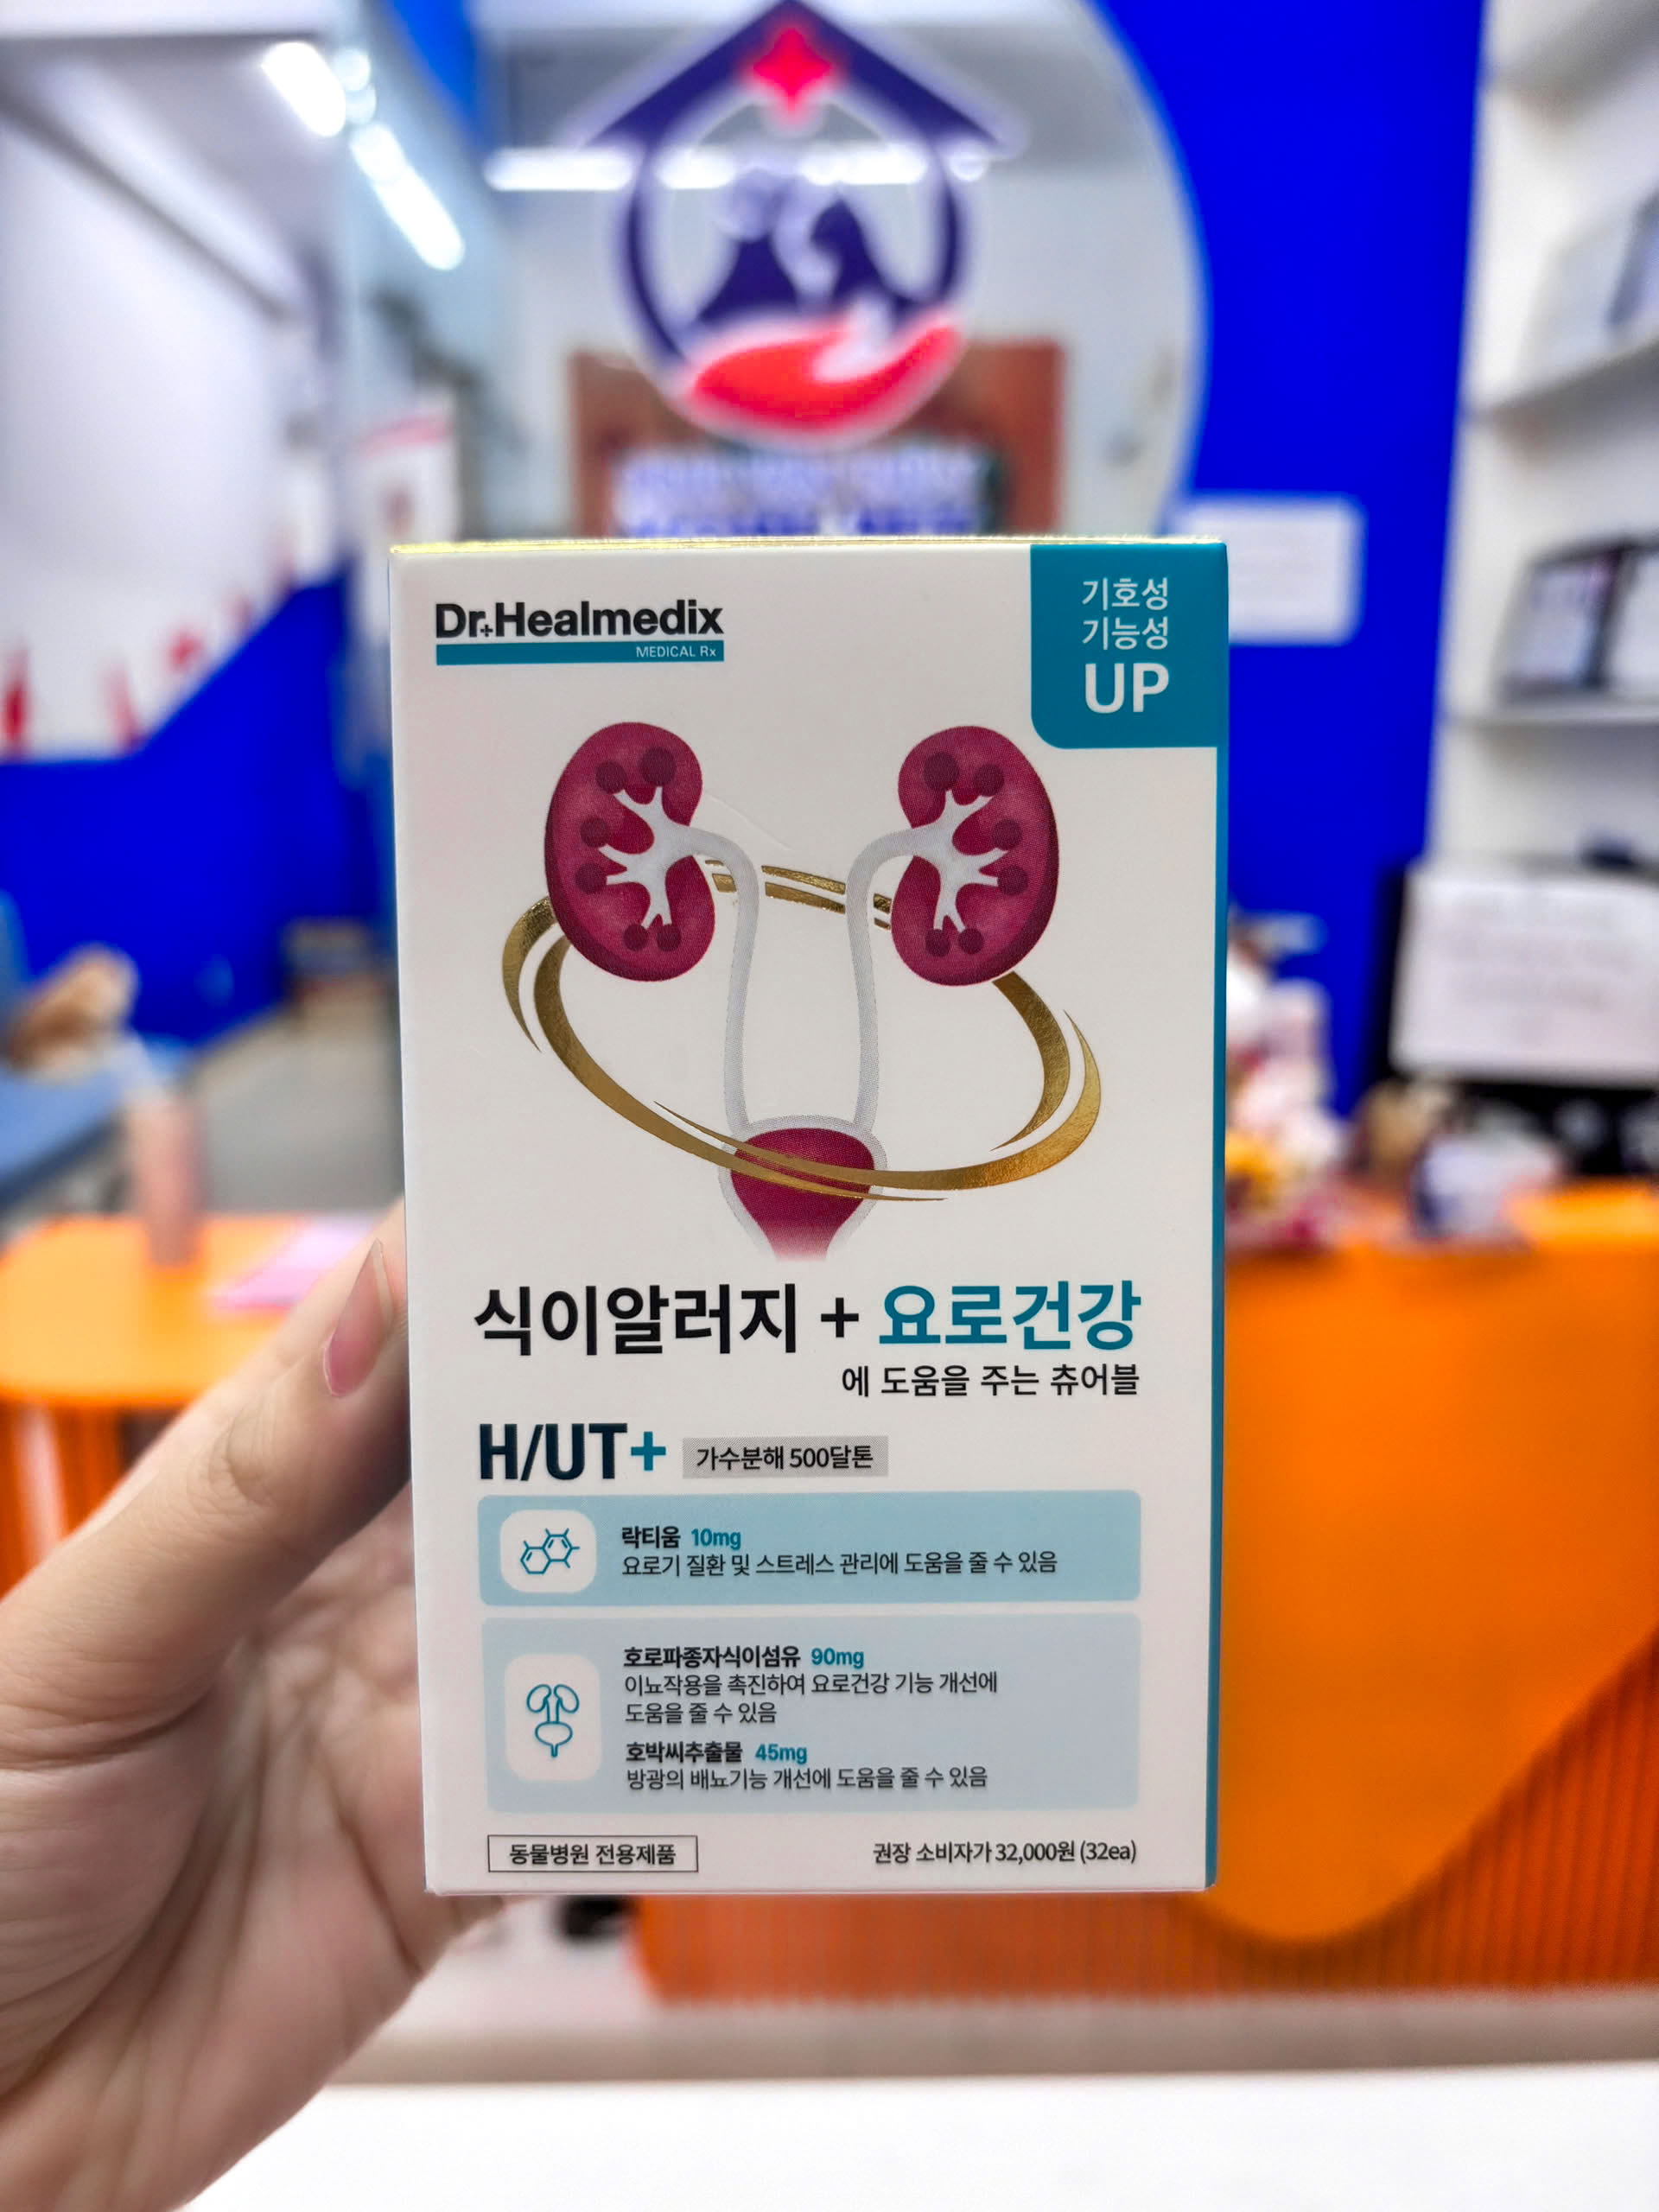 Dr.Healmedix
MEDICAL Rx
기호성
기능성
UP
식이알러지 + 요로건강
에 도움을 주는 츄어블
H/UT+ 가수분해 500달톤
락티움 10mg
요로기 질환 및 스트레스 관리에 도움을 줄 수 있음
호로파종자식이섬유 90mg
이뇨작용을 촉진하여 요로건강 기능 개선에
도움을 줄 수 있음
호박씨추출물 45mg
방광의 배뇨기능 개선에 도움을 줄 수 있음
동물병원 전용제품
권장 소비자가 32,000원 (32ea)